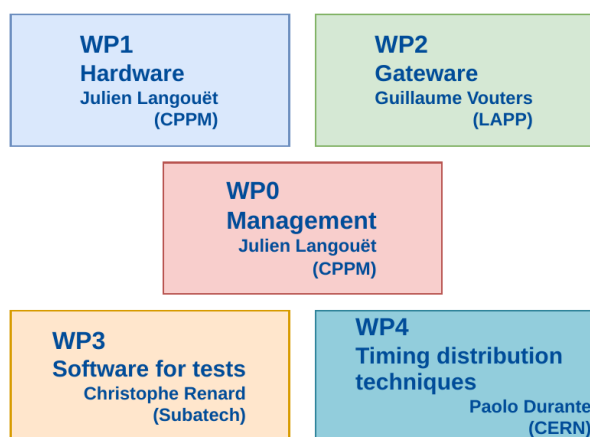 WP1
Hardware
Julien Langouët
(CPPM)
WP2
Gateware
Guillaume Vouters
(LAPP)
WP0
Management
Julien Langouët
(CPPM)
WP3
Software for tests
Christophe Renard
(Subatech)
WP4
Timing distribution
techniques
Paolo Durante
(CERN)